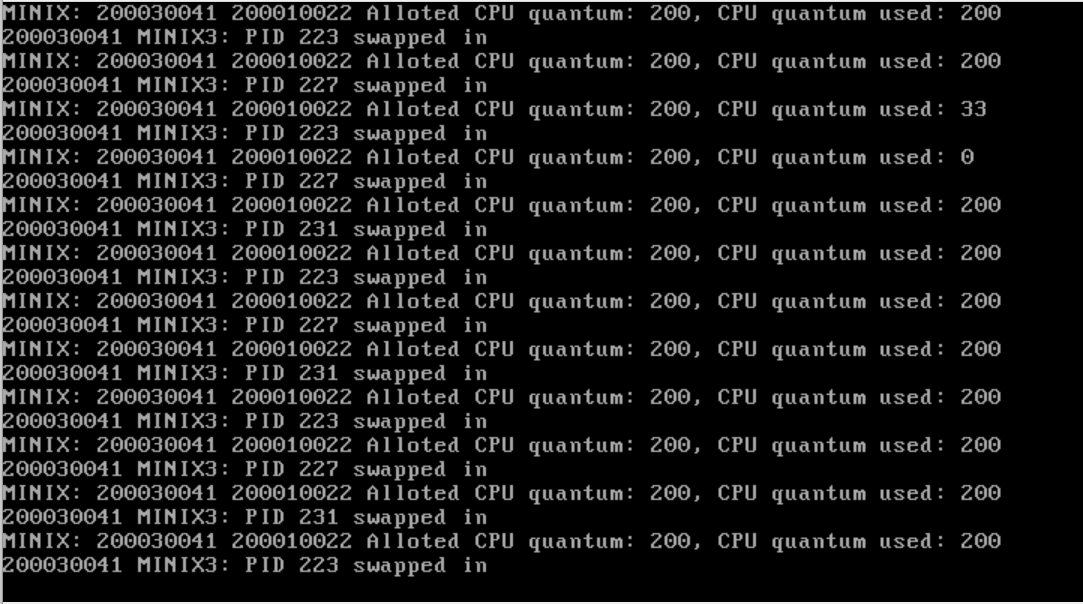 MINIX: 200030041 200010022 Alloted CPU quantum: 200, CPU quantum used: 200
200030041 MINIX3: PID 223 swapped in
MINIX: 200030041 200010022 Alloted CPU quantum: 200, CPU quantum used: 200
200030041 MINIX3: PID 227 swapped in
MINIX: 200030041 200010022 Alloted CPU quantum: 200, CPU quantum used: 33
200030041 MINIX3: PID 223 swapped in
MINIX: 200030041 200010022 Alloted CPU quantum: 200, CPU quantum used: 0
200030041 MINIX3: PID 227 swapped in
MINIX: 200030041 200010022 Alloted CPU quantum: 200, CPU quantum used: 200
200030041 MINIX3: PID 231 swapped in
MINIX: 200030041 200010022 Alloted CPU quantum: 200, CPU quantum used: 200
200030041 MINIX3: PID 223 swapped in
MINIX: 200030041 200010022 Alloted CPU quantum: 200, CPU quantum used: 200
200030041 MINIX3: PID 227 swapped in
MINIX: 200030041 200010022 Alloted CPU quantum: 200, CPU quantum used: 200
200030041 MINIX3: PID 231 swapped in
MINIX: 200030041 200010022 Alloted CPU quantum: 200, CPU quantum used: 200
200030041 MINIX3: PID 223 swapped in
MINIX: 200030041 200010022 Alloted CPU quantum: 200, CPU quantum used: 200
200030041 MINIX3: PID 227 swapped in
MINIX: 200030041 200010022 Alloted CPU quantum: 200, CPU quantum used: 200
200030041 MINIX3: PID 231 swapped in
MINIX: 200030041 200010022 Alloted CPU quantum: 200, CPU quantum used: 200
200030041 MINIX3: PID 223 swapped in